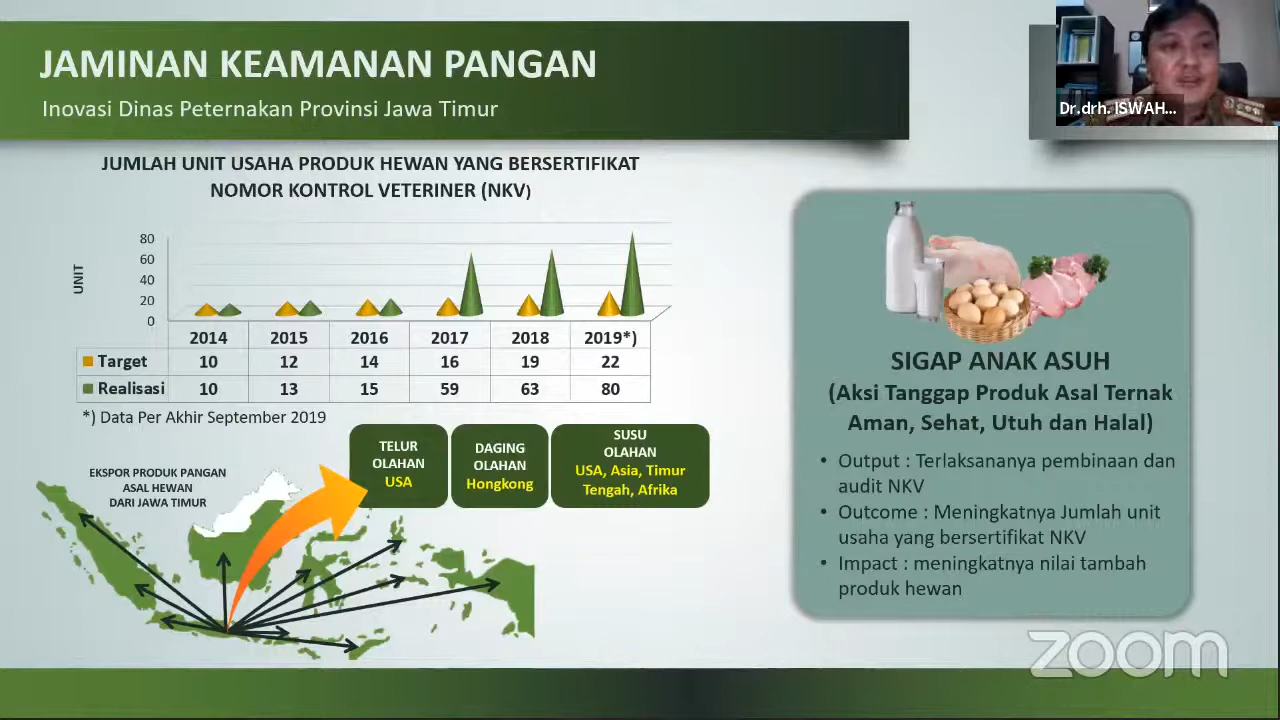 JAMINAN KEAMANAN PANGAN
Inovasi Dinas Peternakan Provinsi Jawa Timur
Dr.drh. ISWAH...
JUMLAH UNIT USAHA PRODUK HEWAN YANG BERSERTIFIKAT
NOMOR KONTROL VETERINER (NKV)
UNIT
80
60
40
20
0
2014 2015 2016 2017 2018 2019*)
Target 10 12 14 16 19 22
Realisasi 10 13 15 59 63 80
*) Data Per Akhir September 2019
EKSPOR PRODUK PANGAN
ASAL HEWAN
DARI JAWA TIMUR
TELUR
OLAHAN
USA
DAGING
OLAHAN
Hongkong
SUSU
OLAHAN
USA, Asia, Timur
Tengah, Afrika
SIGAP ANAK ASUH
(Aksi Tanggap Produk Asal Ternak
Aman, Sehat, Utuh dan Halal)
• Output : Terlaksananya pembinaan dan
audit NKV
• Outcome : Meningkatnya Jumlah unit
usaha yang bersertifikat NKV
• Impact : meningkatnya nilai tambah
produk hewan
zoom